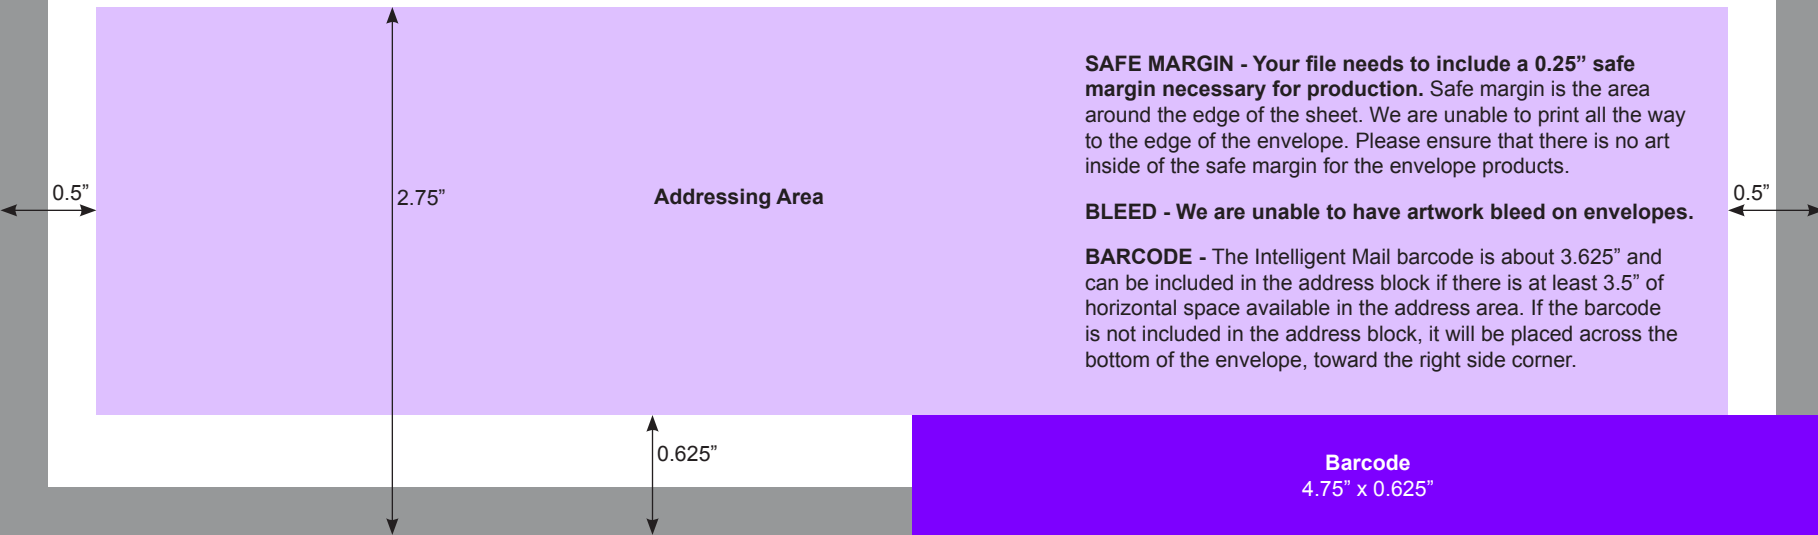 SAFE MARGIN - Your file needs to include a 0.25” safe
margin necessary for production. Safe margin is the area
around the edge of the sheet. We are unable to print all the way
to the edge of the envelope. Please ensure that there is no art
inside of the safe margin for the envelope products.
0.5”
2.75”
Addressing Area
0.5”
BLEED - We are unable to have artwork bleed on envelopes.
BARCODE - The Intelligent Mail barcode is about 3.625” and
can be included in the address block if there is at least 3.5” of
horizontal space available in the address area. If the barcode
is not included in the address block, it will be placed across the
bottom of the envelope, toward the right side corner.
0.625”
Barcode
4.75” x 0.625”